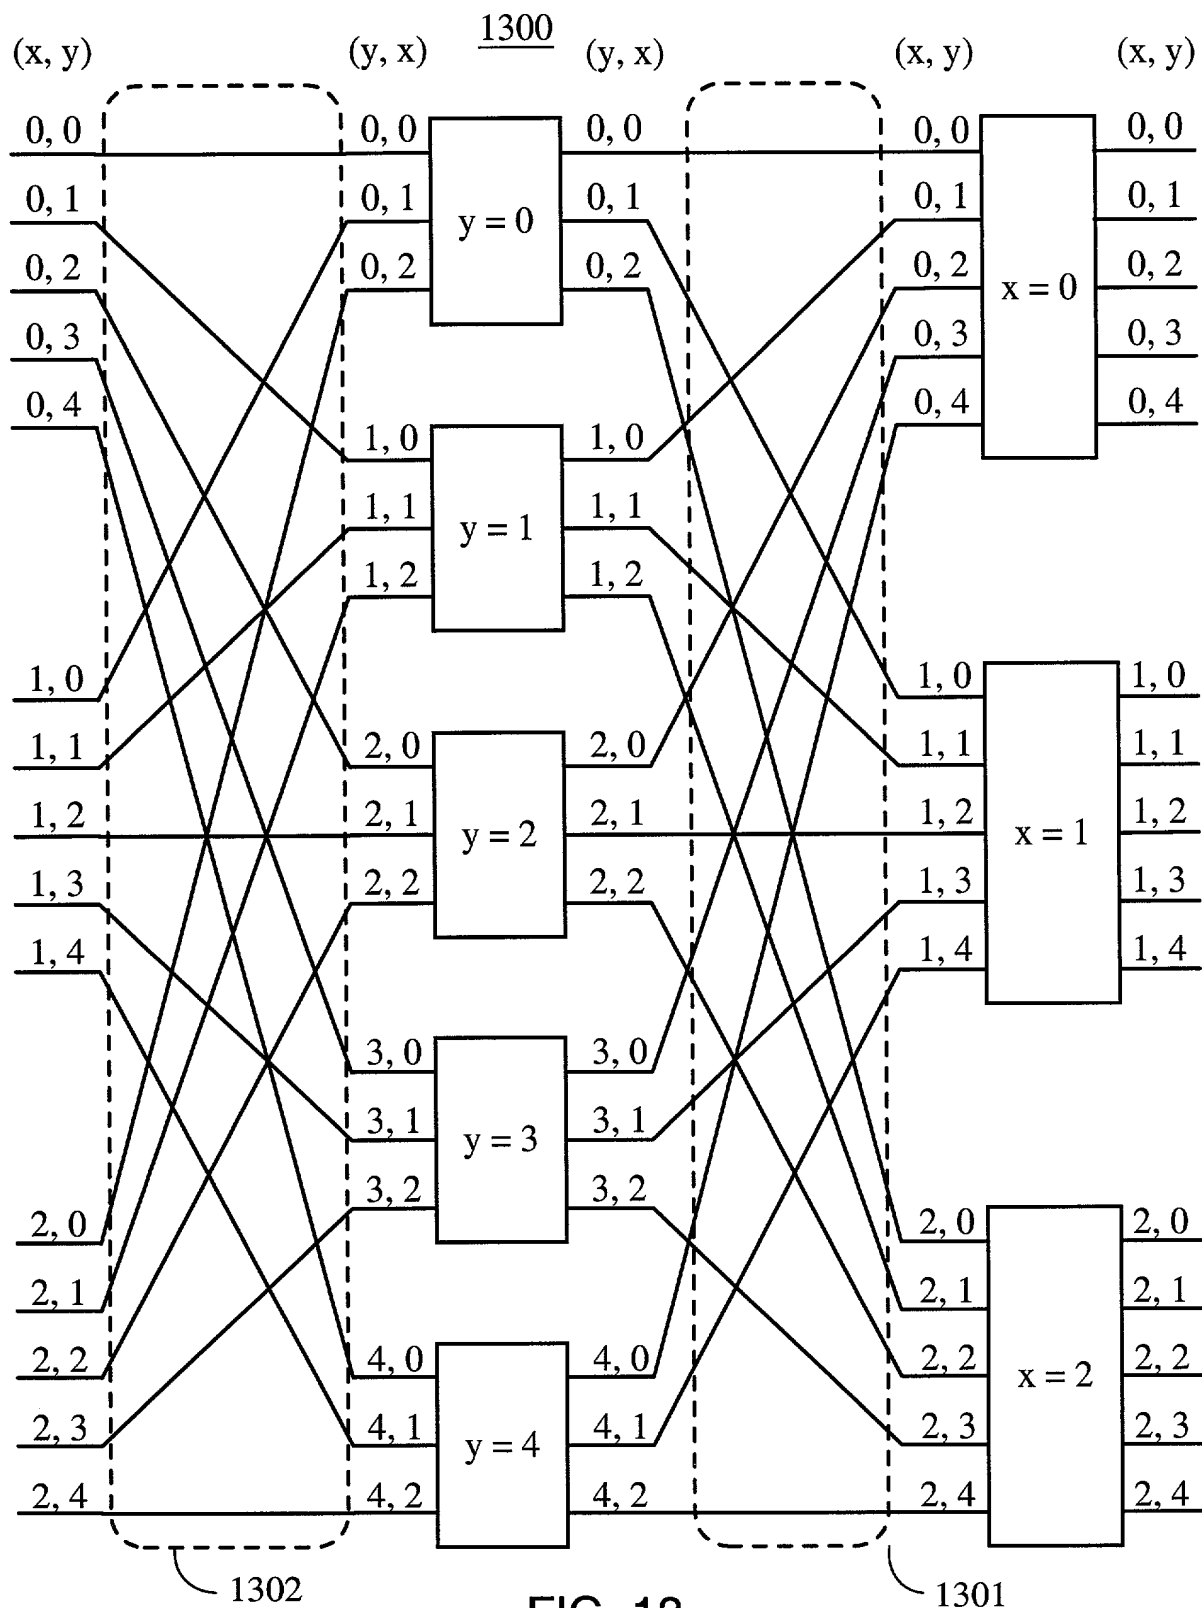 1300
(x, y) (y, x) (y, x) (x, y) (x, y)
0, 0 0, 0 0, 0 0, 0 0, 0
0, 1 0, 1 y = 0 0, 1 0, 1 0, 1
0, 2 0, 2 0, 2 0, 2 x = 0 0, 2
0, 3 0, 3 0, 3
0, 4 0, 4 0, 4
1, 0 1, 0
1, 1 y = 1 1, 1
1, 2 1, 2
1, 0 1, 0 1, 0
1, 1 2, 0 2, 0 1, 1 1, 1
1, 2 2, 1 y = 2 2, 1 1, 2 x = 1 1, 2
1, 3 2, 2 2, 2 1, 3 1, 3
1, 4 1, 4 1, 4
3, 0 3, 0
3, 1 y = 3 3, 1
3, 2 3, 2
2, 0 2, 0 2, 0
2, 1 2, 1 2, 1
2, 2 4, 0 4, 0 2, 2 x = 2 2, 2
2, 3 4, 1 y = 4 4, 1 2, 3 2, 3
2, 4 4, 2 4, 2 2, 4 2, 4
1302 1301
FIG.